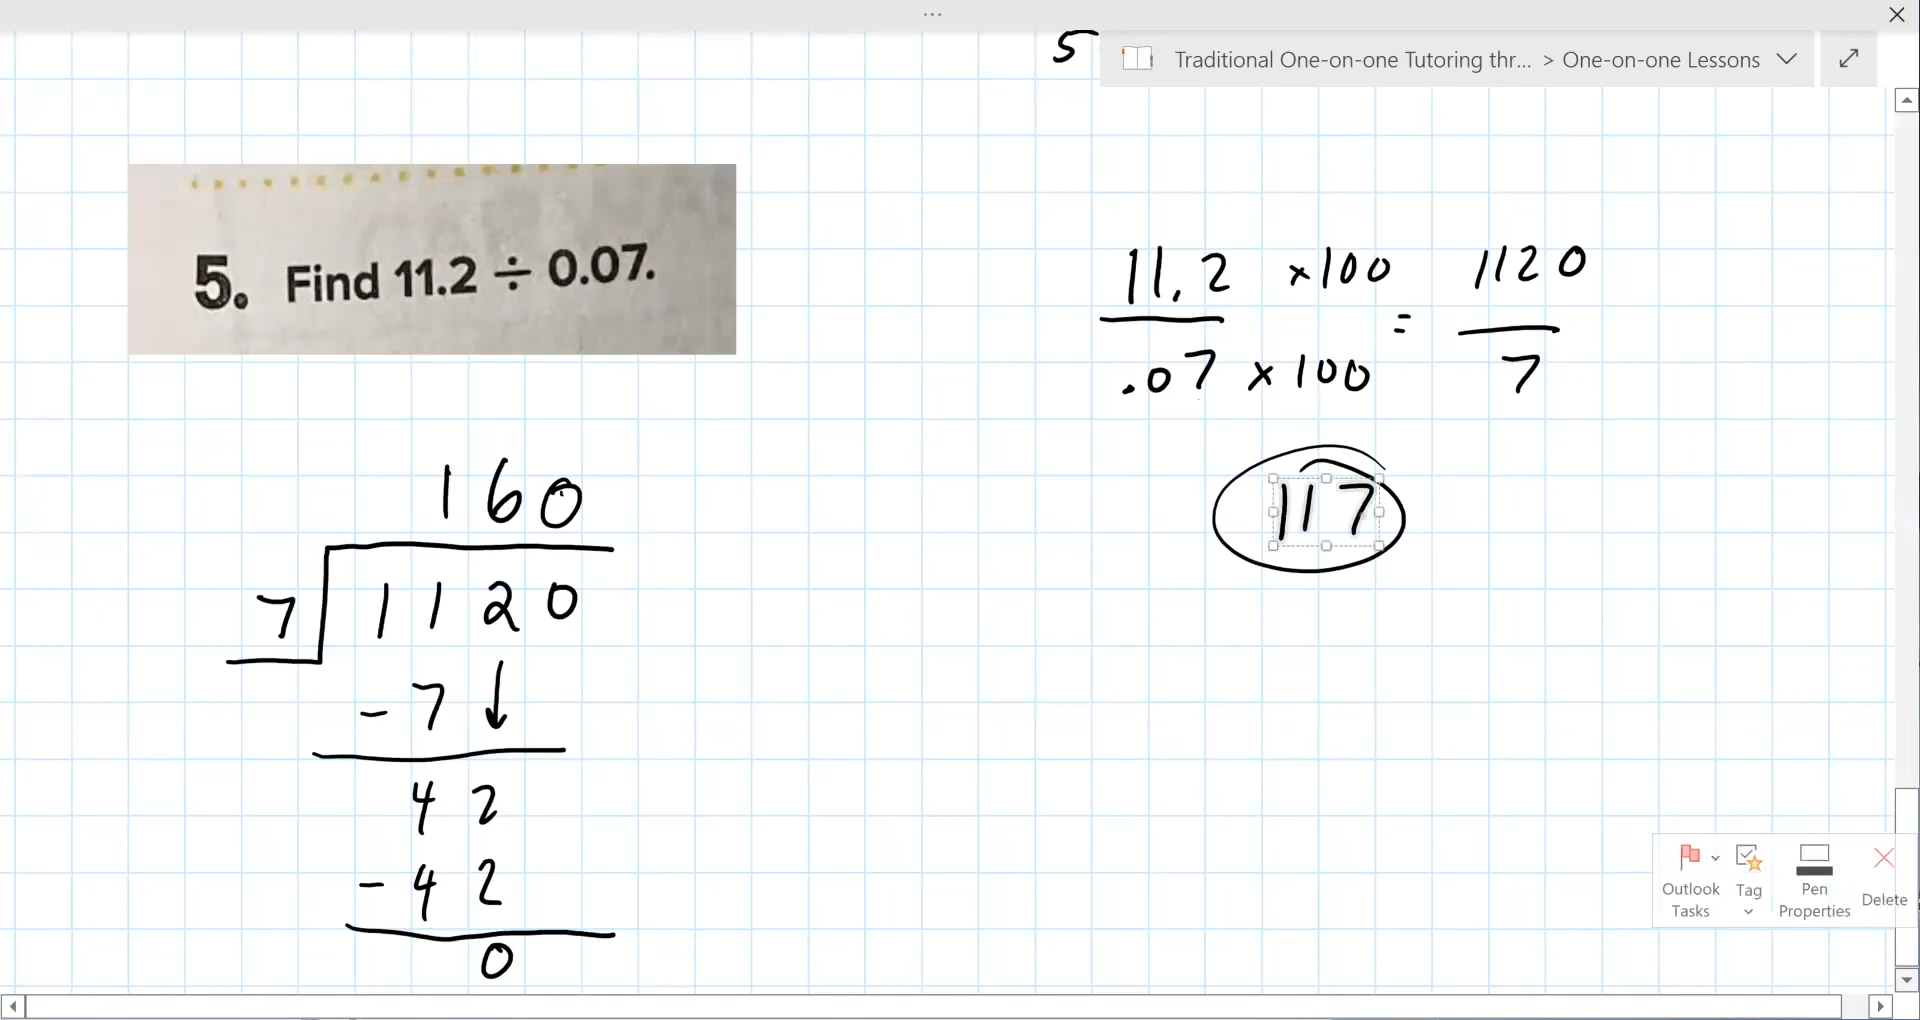 ...
5
Traditional One-on-one Tutoring thr... > One-on-one Lessons
5. Find 11.2 ÷ 0.07.
11.2 ×100
.07 × 100
=
1120
7
117
160
7 1120
- 7 ↓
42
- 42
0
Outlook Tasks
Tag
Pen Properties
Delete